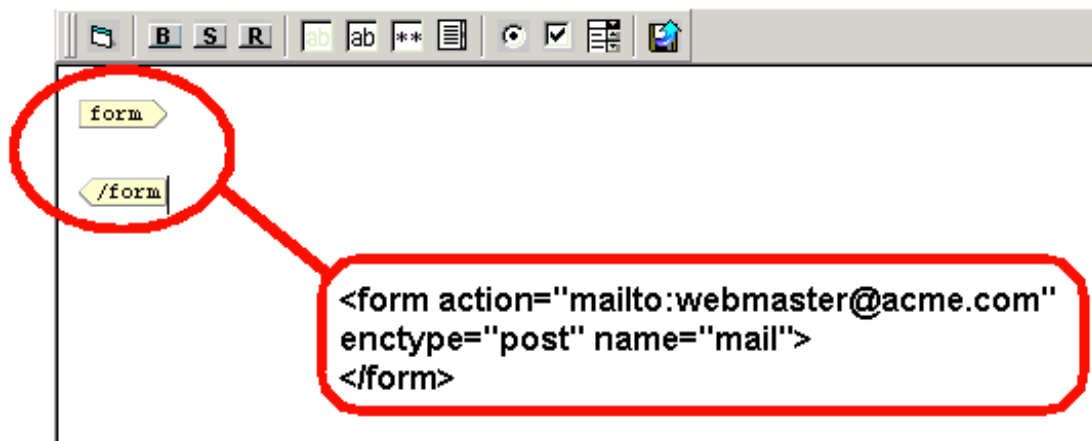 B S R ab ab **
form
/form
<form action="mailto:webmaster@acme.com"
enctype="post" name="mail">
</form>